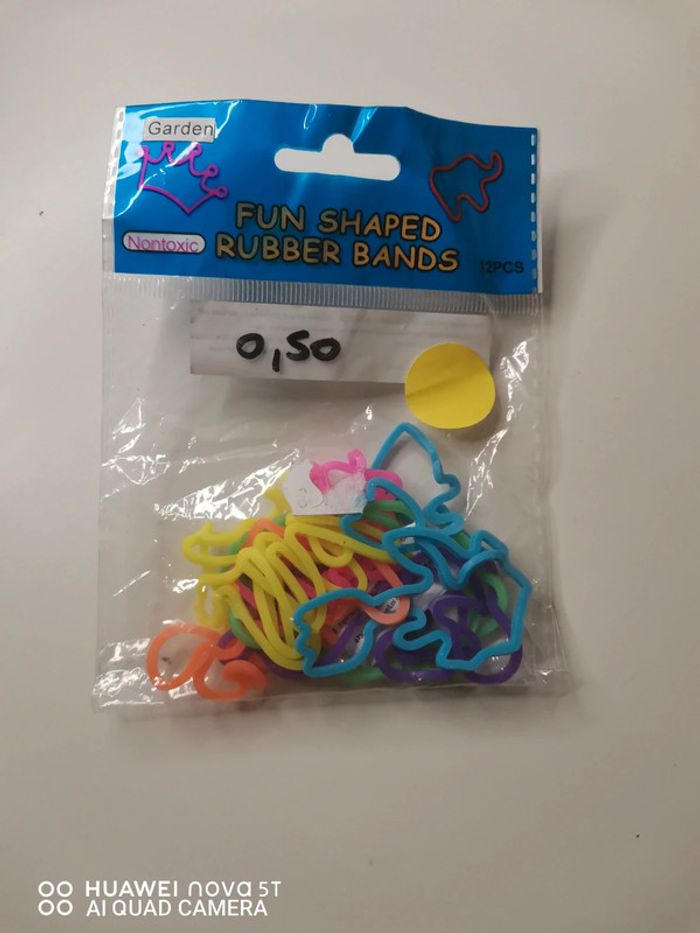 Garden
FUN SHAPED
RUBBER BANDS
Nontoxic
12PCS
0,50
HUAWEI nova 5T
AI QUAD CAMERA